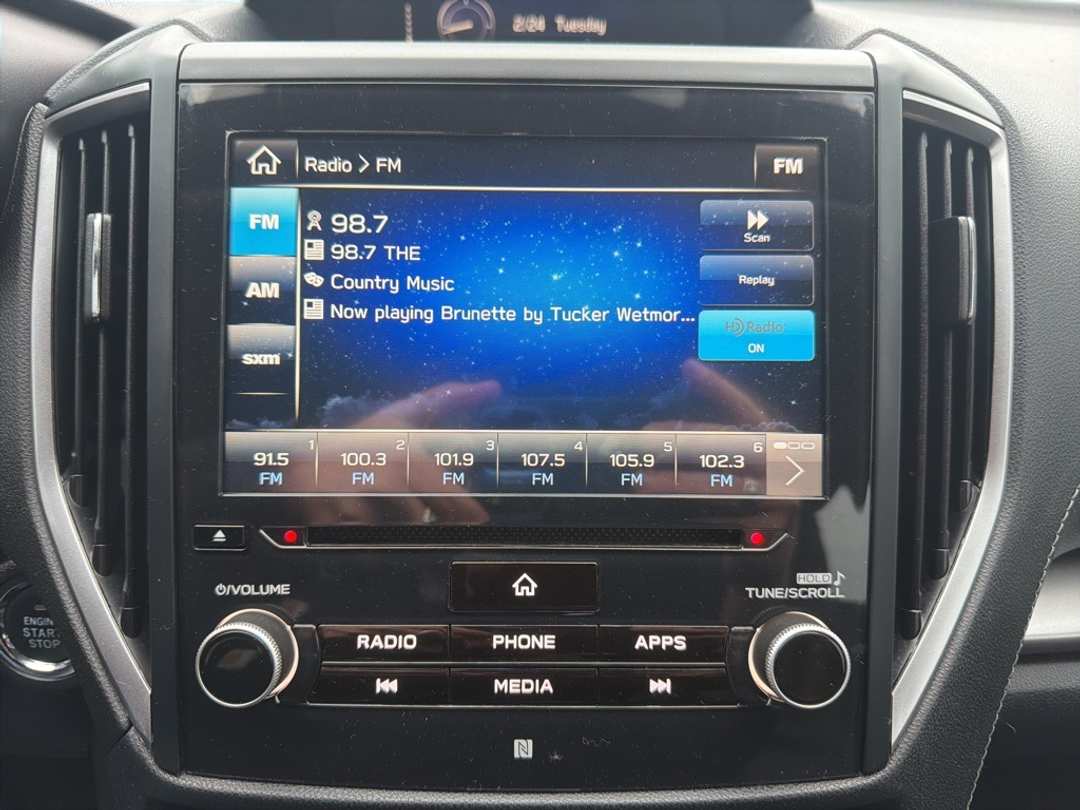 2/24 Tuesday
Radio > FM
FM
FM
AM
sxm
98.7
98.7 THE
Country Music
Now playing Brunette by Tucker Wetmor...
Scan
Replay
HD Radio
ON
1
91.5
FM
2
100.3
FM
3
101.9
FM
4
107.5
FM
5
105.9
FM
6
102.3
FM
/VOLUME
HOLD
TUNE/SCROLL
RADIO
PHONE
APPS
MEDIA
ENGINE
START
STOP
N